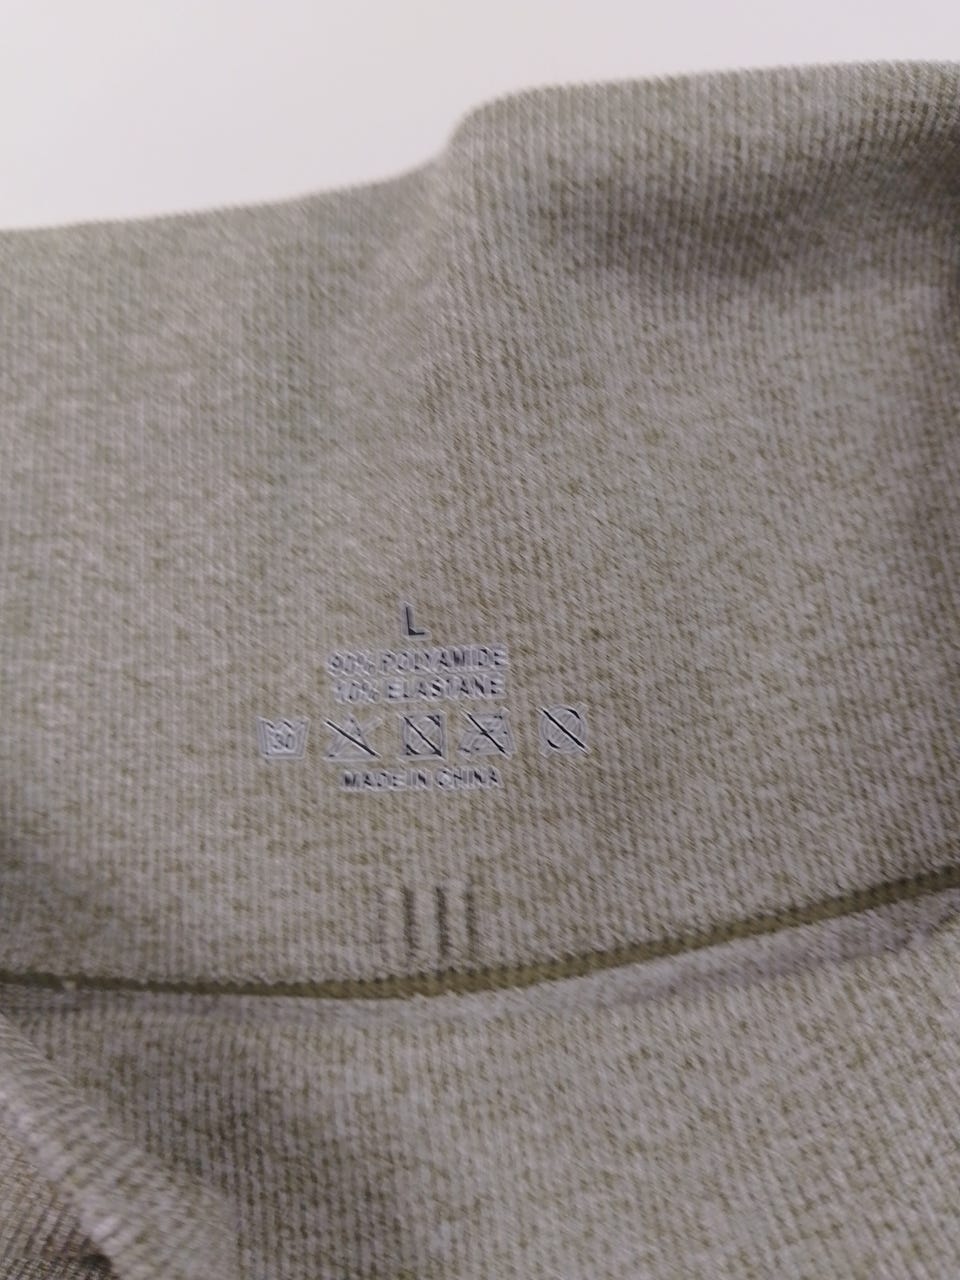 L
90% POLYAMIDE
10% ELASTANE
30
MADE IN CHINA